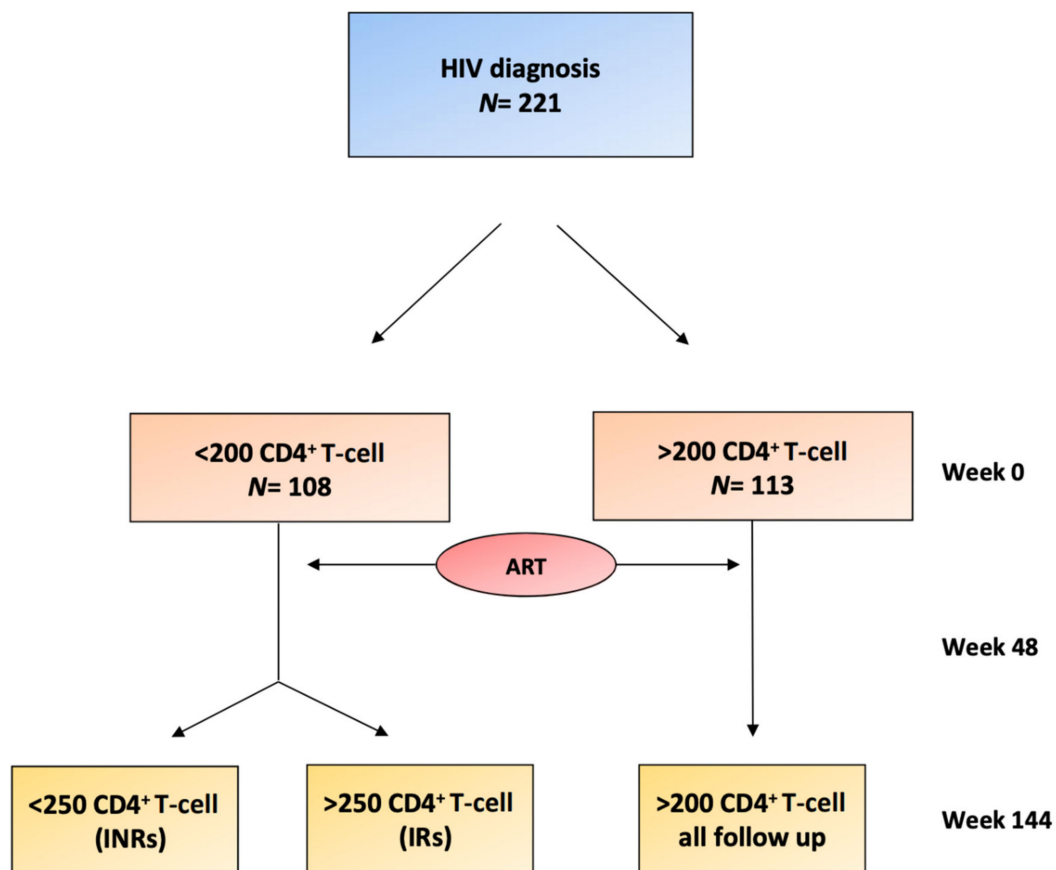 HIV diagnosis
N= 221
<200 CD4⁺ T-cell
N= 108
>200 CD4⁺ T-cell
N= 113
Week 0
ART
Week 48
<250 CD4⁺ T-cell
(INRs)
>250 CD4⁺ T-cell
(IRs)
>200 CD4⁺ T-cell
all follow up
Week 144